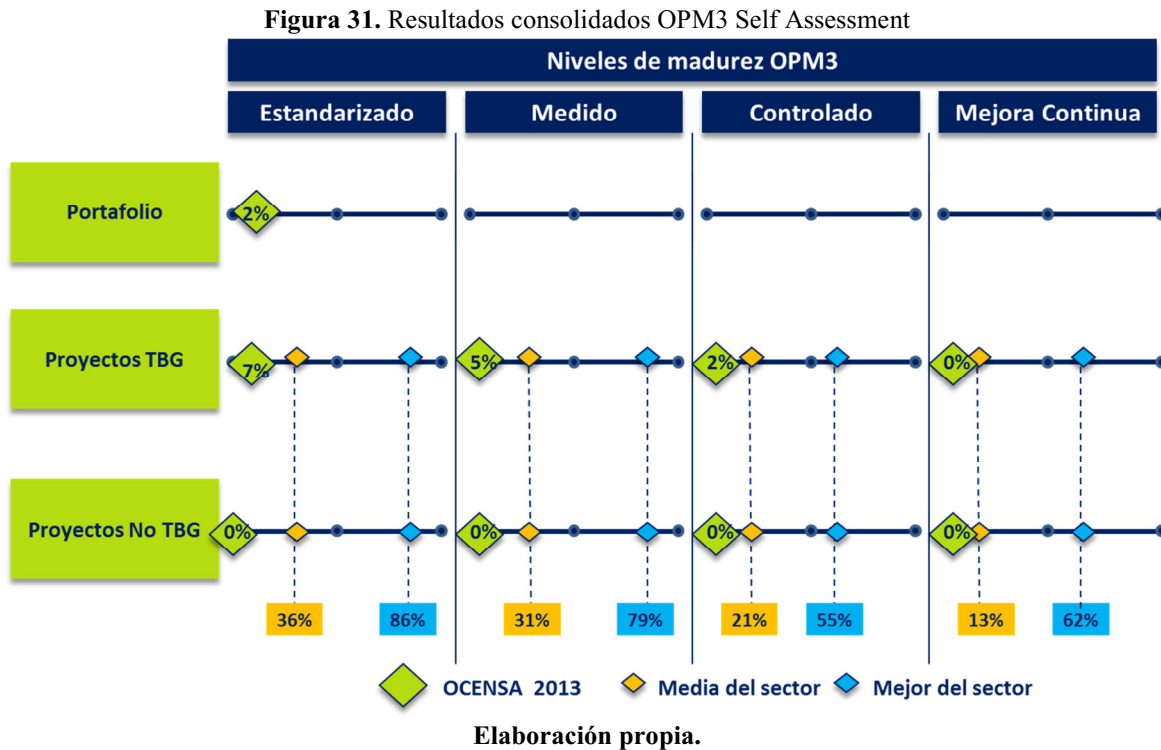 Figura 31. Resultados consolidados OPM3 Self Assessment
Niveles de madurez OPM3
Estandarizado Medido Controlado Mejora Continua
Portafolio 2%
Proyectos TBG 7% 5% 2% 0%
Proyectos No TBG 0% 0% 0% 0%
36% 86% 31% 79% 21% 55% 13% 62%
OCENSA 2013 Media del sector Mejor del sector
Elaboración propia.